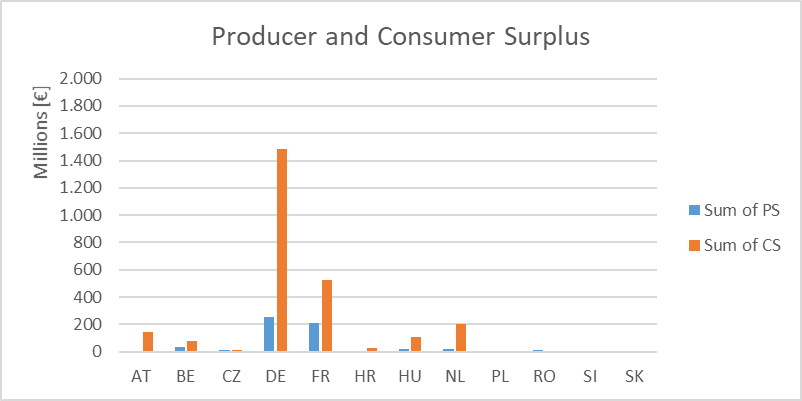 Producer and Consumer Surplus
Millions [€]
2.000
1.800
1.600
1.400
1.200
1.000
800
600
400
200
0
AT BE CZ DE FR HR HU NL PL RO SI SK
Sum of PS
Sum of CS